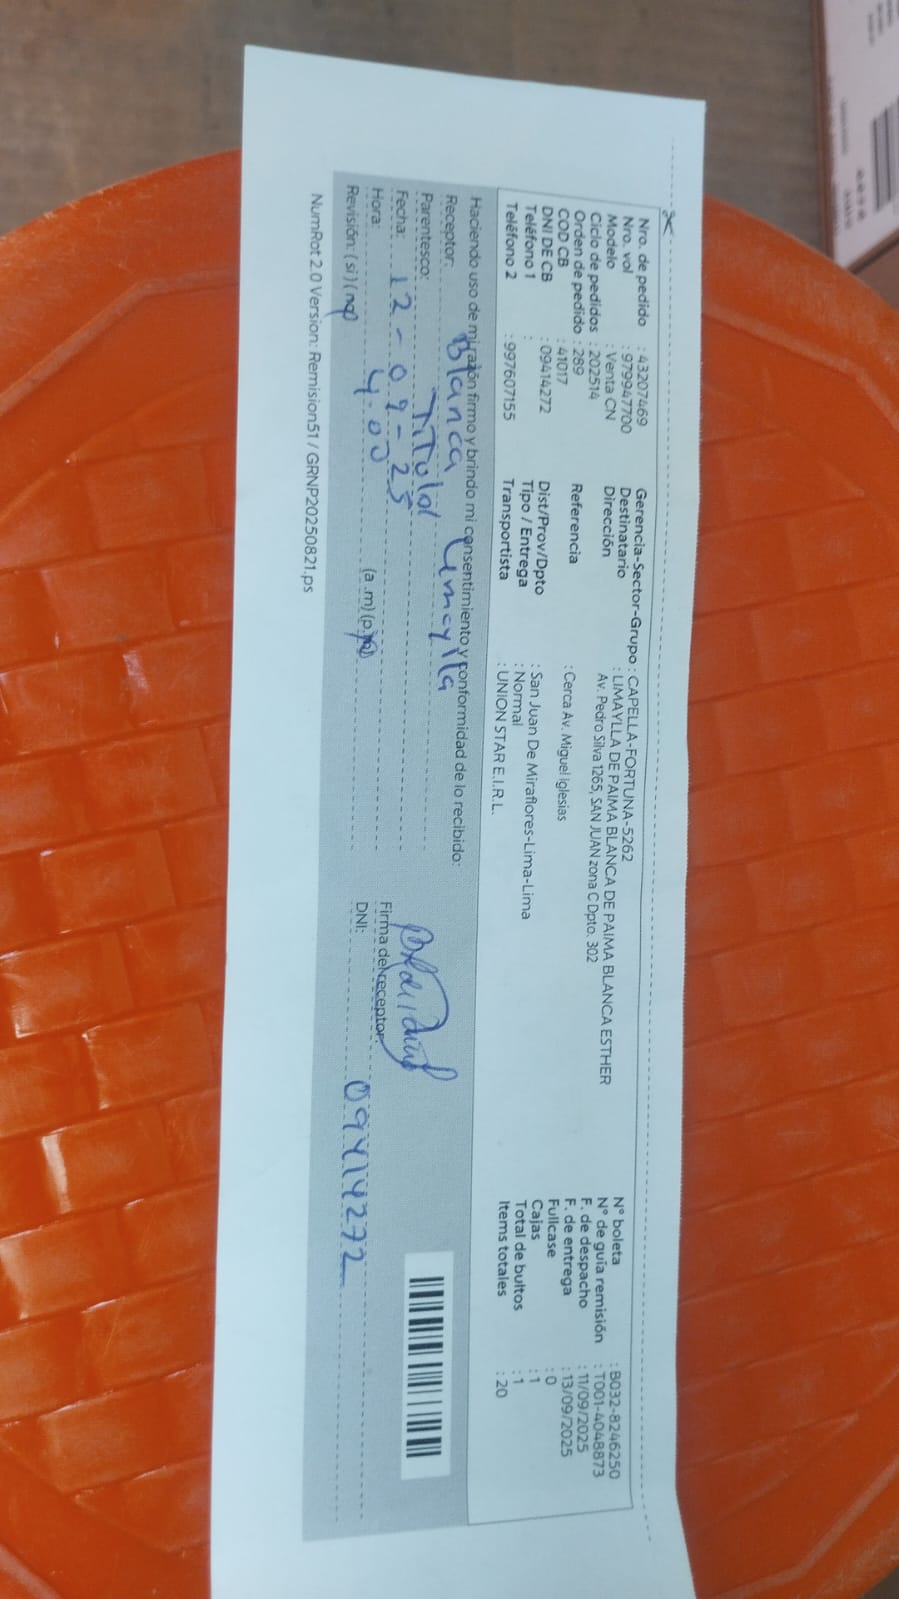 Nro. de pedido : 43207469
Nro. vol : 979947700
Modelo : Venta CN
Ciclo de pedidos : 202514
Orden de pedido : 289
COD CB : 41017
DNI DE CB : 09414272
Teléfono 1 :
Teléfono 2 : 997607155
Gerencia-Sector-Grupo : CAPELLA-FORTUNA-5262
Destinatario : LIMAYLLA DE PAIMA BLANCA DE PAIMA BLANCA ESTHER
Dirección Av. Pedro Silva 1265, SAN JUAN zona C Dpto. 302
Referencia : Cerca Av. Miguel Iglesias
Dist/Prov/Dpto : San Juan De Miraflores-Lima-Lima
Tipo / Entrega : Normal
Transportista : UNION STAR E.I.R.L.
N° boleta : B032-8246250
N° de guía remisión : T001-4048873
F. de despacho : 11/09/2025
F. de entrega : 13/09/2025
Fullcase : 0
Cajas : 1
Total de bultos : 1
Items totales : 20
Haciendo uso de mi razón firmo y brindo mi consentimiento y conformidad de lo recibido:
Receptor: Blanca Limaylla
Parentesco: Titular
Fecha: 12-09-25
Hora: 4.00 (a.m)(p.m)
Revisión: (si)(no)
Firma del receptor:
DNI: 09414272
NumRot 2.0 Version: Remision51 / GRNP20250821.ps